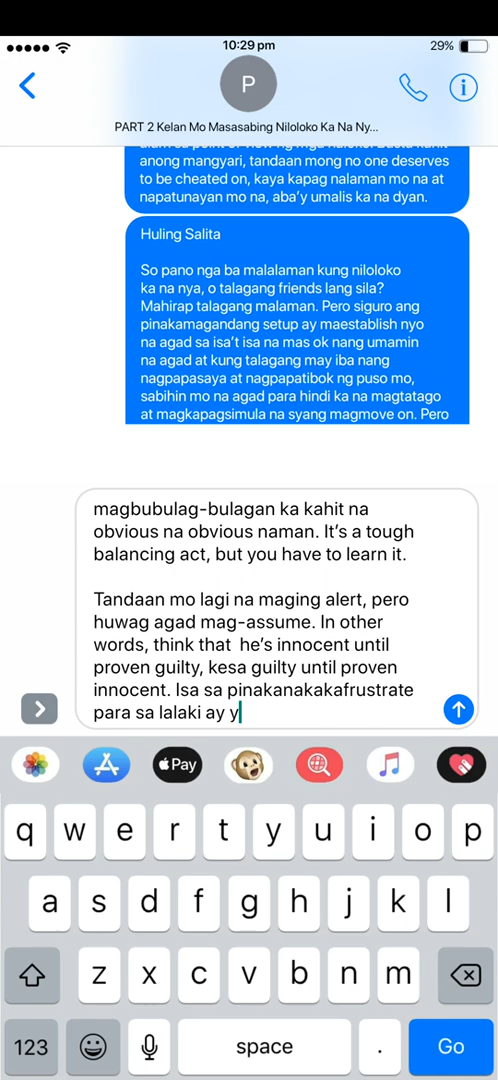 10:29 pm
29%
P
PART 2 Kelan Mo Masasabing Niloloko Ka Na Ny...
anong mangyari, tandaan mong no one deserves
to be cheated on, kaya kapag nalaman mo na at
napatunayan mo na, aba'y umalis ka na dyan.
Huling Salita
So pano nga ba malalaman kung niloloko
ka na nya, o talagang friends lang sila?
Mahirap talagang malaman. Pero siguro ang
pinakamagandang setup ay maestablish nyo
na agad sa isa't isa na mas ok nang umamin
na agad at kung talagang may iba nang
nagpapasaya at nagpapatibok ng puso mo,
sabihin mo na agad para hindi ka na magtatago
at magkapagsimula na syang magmove on. Pero
magbubulag-bulagan ka kahit na
obvious na obvious naman. It's a tough
balancing act, but you have to learn it.
Tandaan mo lagi na maging alert, pero
huwag agad mag-assume. In other
words, think that  he's innocent until
proven guilty, kesa guilty until proven
innocent. Isa sa pinakanakakafrustrate
para sa lalaki ay y
Pay
q w e r t y u i o p
a s d f g h j k l
z x c v b n m
123 space . Go